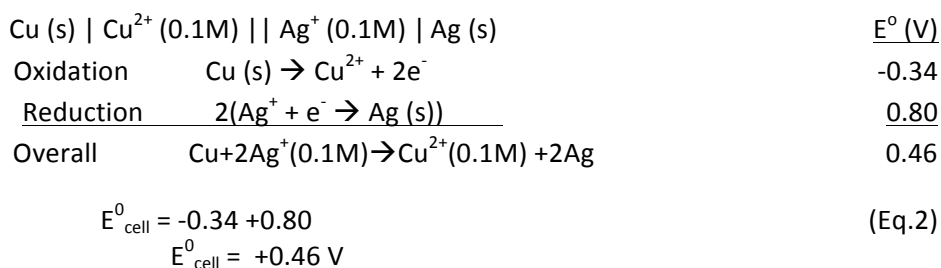 Cu (s) | Cu²⁺ (0.1M) || Ag⁺ (0.1M) | Ag (s) E⁰ (V)
Oxidation Cu (s) → Cu²⁺ + 2e⁻ -0.34
Reduction 2(Ag⁺ + e⁻ → Ag (s)) 0.80
Overall Cu+2Ag⁺(0.1M)→Cu²⁺(0.1M) +2Ag 0.46
E⁰cell = -0.34 +0.80 (Eq.2)
E⁰cell = +0.46 V